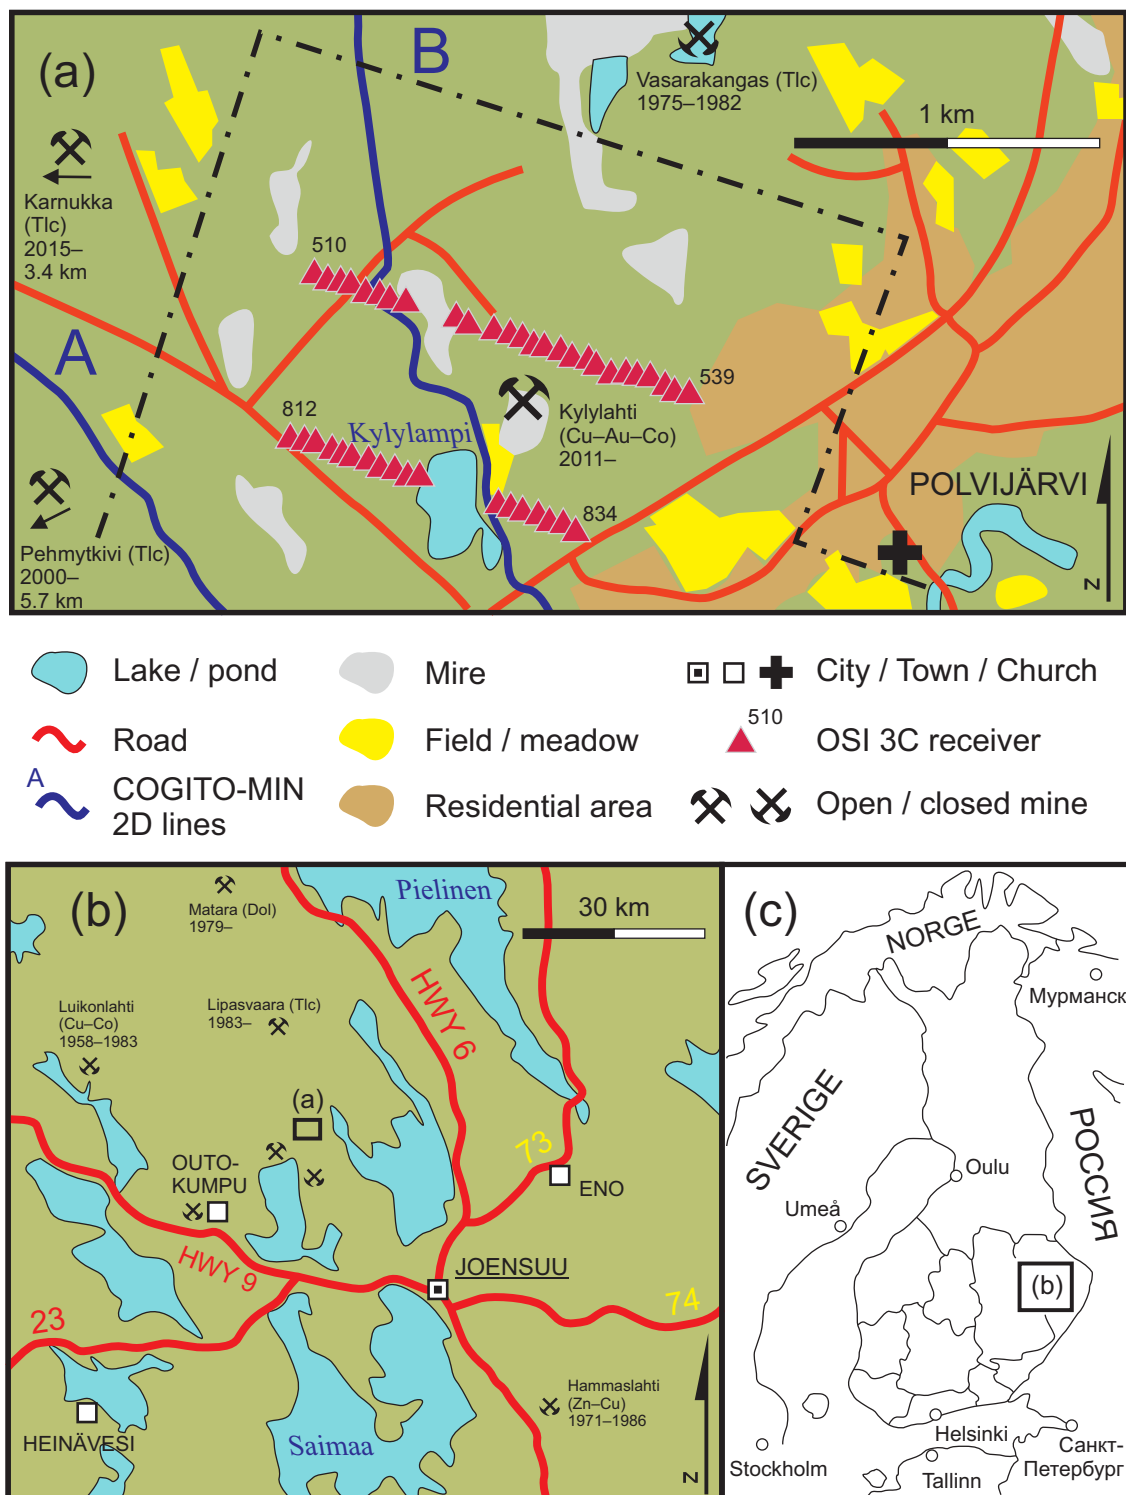 (a)
B
Vasarakangas (Tlc)
1975–1982
1 km
Karnukka
(Tlc)
2015–
3.4 km
510
A
539
812
Kylylampi
Kylylahti
(Cu–Au–Co)
2011–
POLVIJÄRVI
834
Pehmytkivi (Tlc)
2000–
5.7 km
N
Lake / pond
Mire
City / Town / Church
Road
Field / meadow
510
OSI 3C receiver
A
COGITO-MIN
2D lines
Residential area
Open / closed mine
(b)
Matara (Dol)
1979–
Pielinen
30 km
HWY 6
Luikonlahti
(Cu–Co)
1958–1983
Lipasvaara (Tlc)
1983–
(a)
73
OUTO-
KUMPU
ENO
HWY 9
JOENSUU
23
74
Hammaslahti
(Zn–Cu)
1971–1986
HEINÄVESI
Saimaa
N
(c)
NORGE
Мурманск
SVERIGE
РОССИЯ
Oulu
Umeå
(b)
Helsinki
Stockholm
Tallinn
Санкт-
Петербург